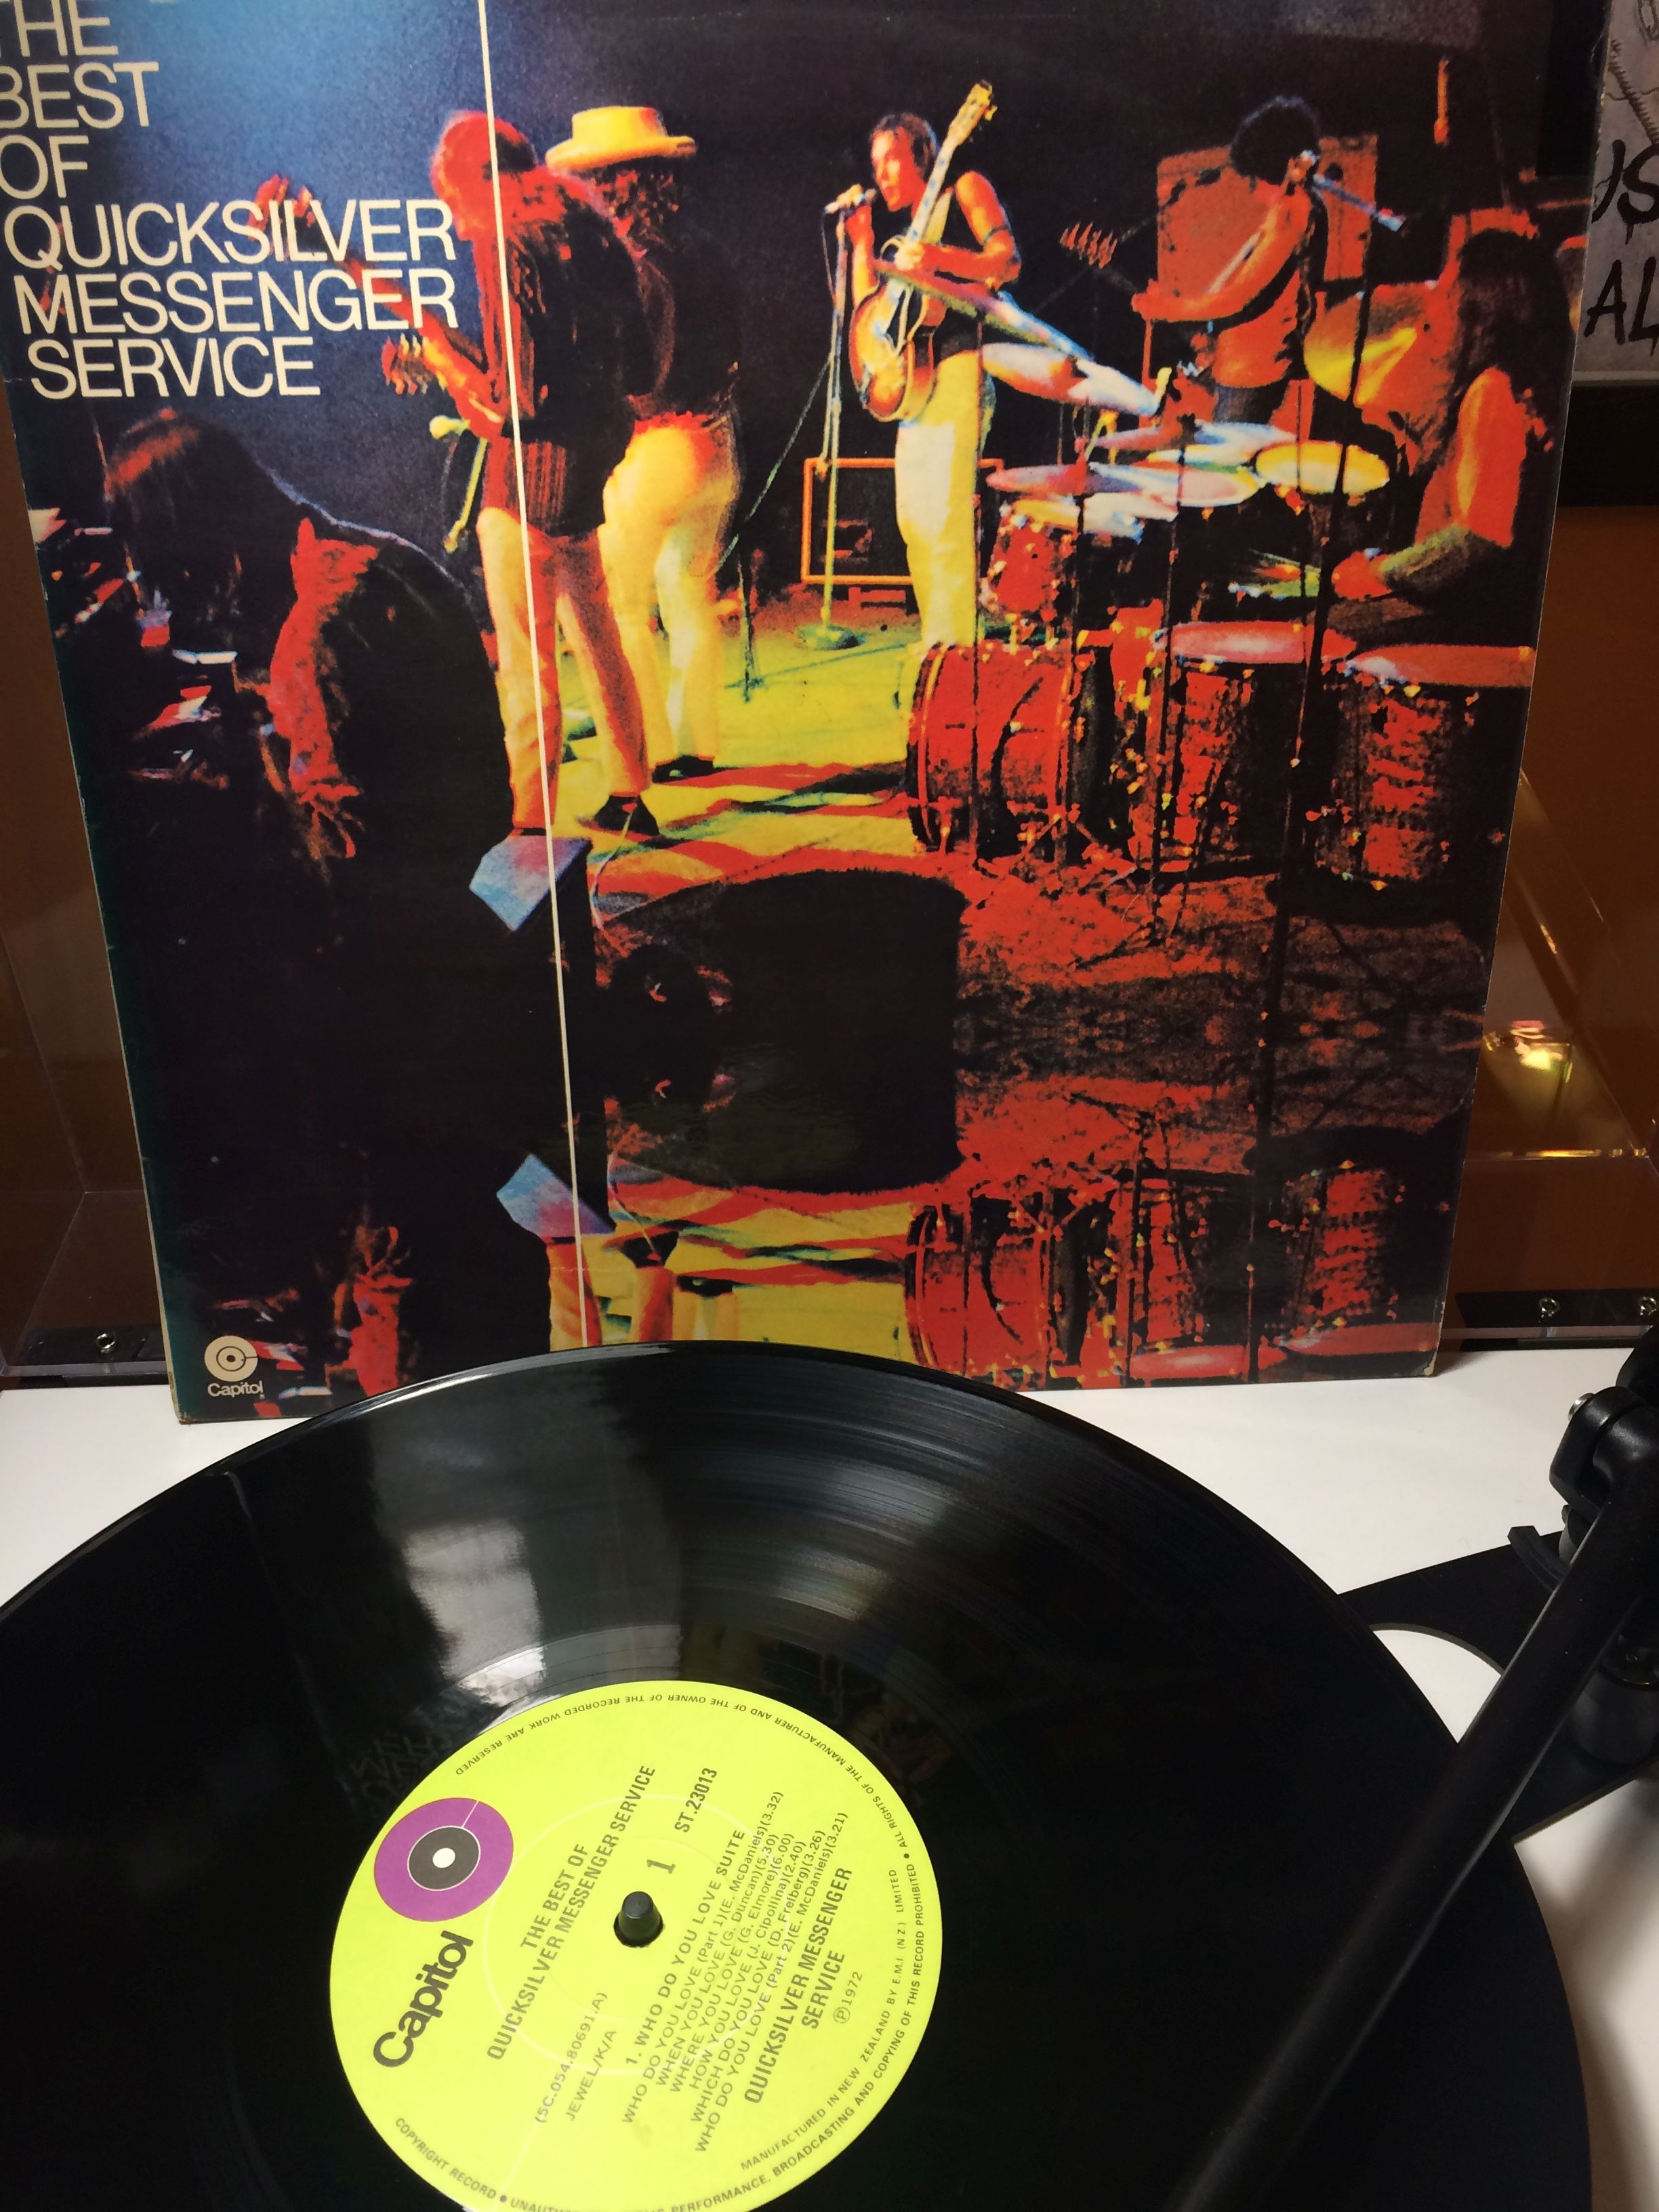 THE
BEST
OF
QUICKSILVER
MESSENGER
SERVICE
Capitol
Capitol
THE BEST OF
QUICKSILVER MESSENGER SERVICE
ST.23013
1
(5C.054.80691.A)
JEWEL/K/A
1. WHO DO YOU LOVE SUITE
WHO DO YOU LOVE (Part 1)(E. McDaniels)(3.32)
WHEN YOU LOVE (G. Duncan)(5.30)
WHERE YOU LOVE (G. Elmore)(6.00)
HOW YOU LOVE (J. Cipollina)(2.40)
WHICH DO YOU LOVE (D. Freiberg)(3.26)
WHO DO YOU LOVE (Part 2)(E. McDaniels)(3.21)
QUICKSILVER MESSENGER
SERVICE
Ⓟ1972
MANUFACTURED IN NEW ZEALAND BY E.M.I. (N.Z.) LIMITED
COPYRIGHT RECORD • PERFORMANCE, BROADCASTING AND COPYING OF THIS RECORD PROHIBITED • ALL RIGHTS OF THE MANUFACTURER AND OF THE OWNER OF THE RECORDED WORK ARE RESERVED